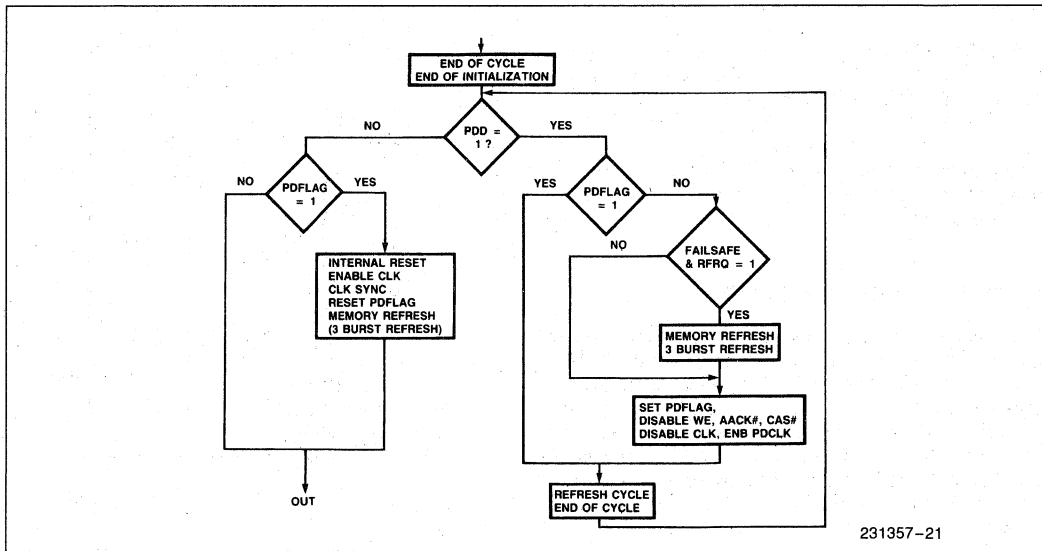 END OF CYCLE
END OF INITIALIZATION
NO
PDD =
1 ?
YES
NO
PDFLAG
= 1
YES
YES
PDFLAG
= 1
NO
NO
FAILSAFE
& RFRQ = 1
YES
INTERNAL RESET
ENABLE CLK
CLK SYNC
RESET PDFLAG
MEMORY REFRESH
(3 BURST REFRESH)
MEMORY REFRESH
3 BURST REFRESH
SET PDFLAG,
DISABLE WE, AACK#, CAS#
DISABLE CLK, ENB PDCLK
OUT
REFRESH CYCLE
END OF CYCLE
231357-21